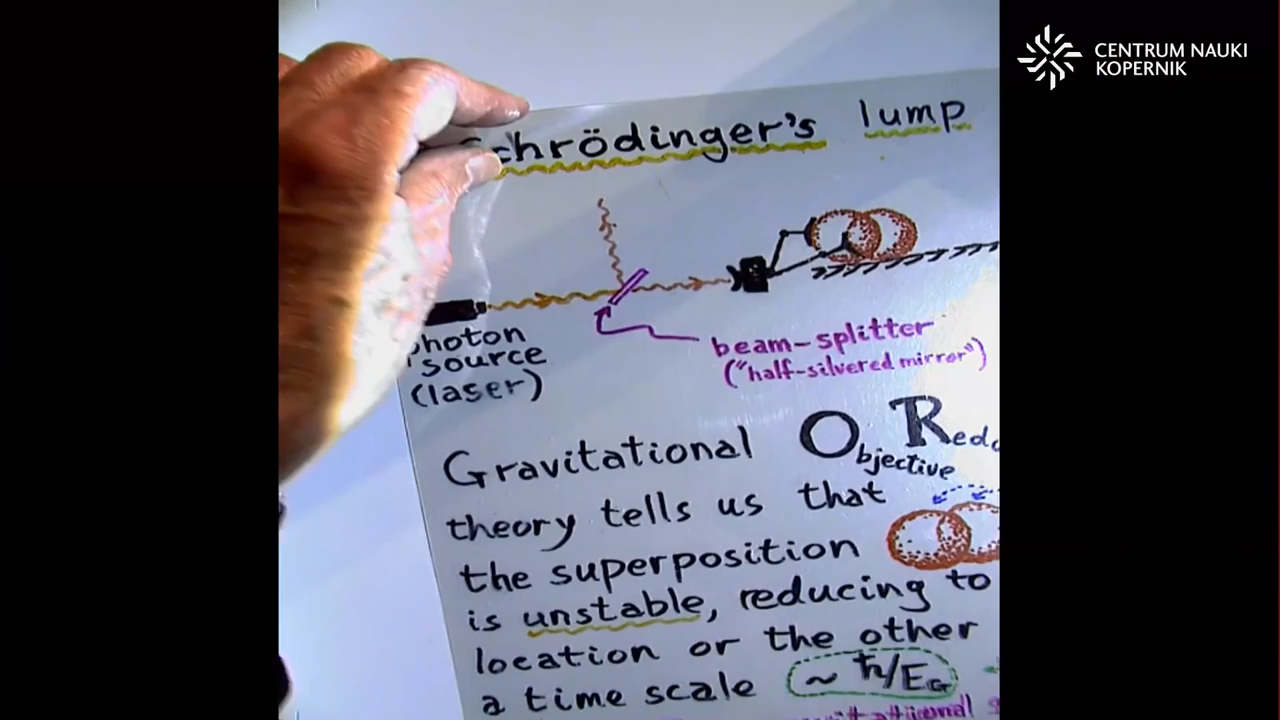 CENTRUM NAUKI
KOPERNIK
Schrödinger's lump
photon
source
(laser)
beam-splitter
("half-silvered mirror")
Gravitational O R
bjective
theory tells us that
the superposition
is unstable, reducing to
location or the other
a time scale ~ ħ/EG